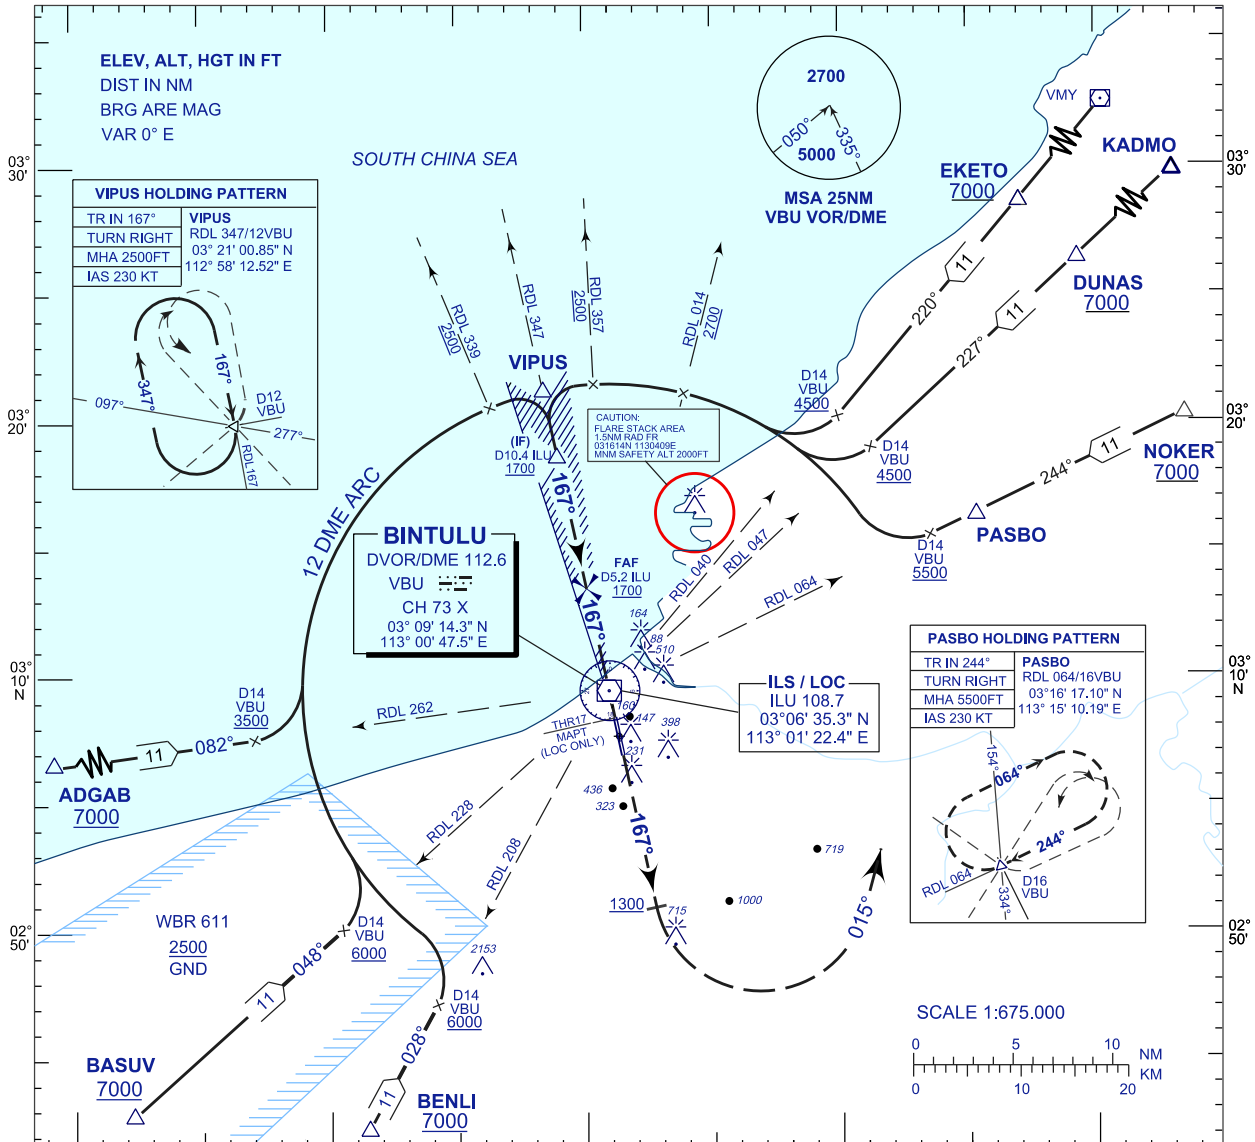 ELEV, ALT, HGT IN FT
DIST IN NM
BRG ARE MAG
VAR 0° E
SOUTH CHINA SEA
2700
050°
335°
5000
MSA 25NM
VBU VOR/DME
VMY
KADMO
EKETO
7000
DUNAS
7000
NOKER
7000
PASBO
11
220°
11
227°
11
244°
D14
VBU
4500
D14
VBU
4500
D14
VBU
5500
03°
30'
03°
20'
03°
10'
N
02°
50'
03°
30'
03°
20'
03°
10'
N
02°
50'
VIPUS HOLDING PATTERN
TR IN 167°
TURN RIGHT
MHA 2500FT
IAS 230 KT
VIPUS
RDL 347/12VBU
03° 21' 00.85" N
112° 58' 12.52" E
347°
167°
D12
VBU
097°
277°
RDL167
RDL 339
2500
RDL 347
RDL 357
2500
RDL 014
2700
VIPUS
(IF)
D10.4 ILU
1700
167°
CAUTION:
FLARE STACK AREA
1.5NM RAD FR
031614N 1130409E
MNM SAFETY ALT 2000FT
12 DME ARC
BINTULU
DVOR/DME 112.6
VBU
CH 73 X
03° 09' 14.3" N
113° 00' 47.5" E
FAF
D5.2 ILU
1700
167°
RDL 040
RDL 047
RDL 064
164
88
510
ILS / LOC
ILU 108.7
03°06' 35.3" N
113° 01' 22.4" E
160
147
398
231
436
323
THR17
MAPT
(LOC ONLY)
RDL 262
RDL 228
RDL 208
D14
VBU
3500
082°
11
ADGAB
7000
WBR 611
2500
GND
D14
VBU
6000
048°
11
BASUV
7000
D14
VBU
6000
028°
11
BENLI
7000
2153
167°
1300
715
719
1000
015°
PASBO HOLDING PATTERN
TR IN 244°
TURN RIGHT
MHA 5500FT
IAS 230 KT
PASBO
RDL 064/16VBU
03°16' 17.10" N
113° 15' 10.19" E
154°
064°
244°
RDL 064
D16
VBU
334°
SCALE 1:675.000
0 5 10 NM
0 10 20 KM